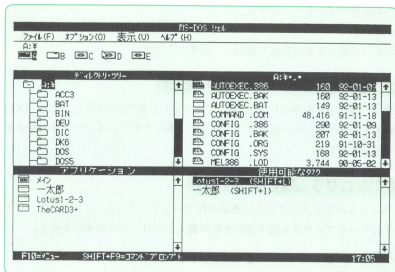 MS-DOS シェル
ファイル(F) オプション(O) 表示(V) ヘルプ(H)
A:¥
A B C D E
ディレクトリ・ツリー
A:¥
ACC3
BAT
BIN
DEV
DIC
DK6
DOS
DOS5
A:¥*.*
AUTOEXEC.386 160 92-01-07
AUTOEXEC.BAK 160 92-01-13
AUTOEXEC.BAT 149 92-01-13
COMMAND .COM 48,416 91-11-18
CONFIG .386 290 92-01-09
CONFIG .BAK 207 92-01-13
CONFIG .ORG 219 91-10-31
CONFIG .SYS 168 92-01-13
MEL386 .LOD 3,744 90-05-02
アプリケーション
メイン
一太郎
Lotus1-2-3
TheCARD3+
使用可能なタスク
Lotus1-2-3 (SHIFT+L)
一太郎 (SHIFT+I)
F10=メニュー SHIFT+F9=コマンド プロンプト 17:05